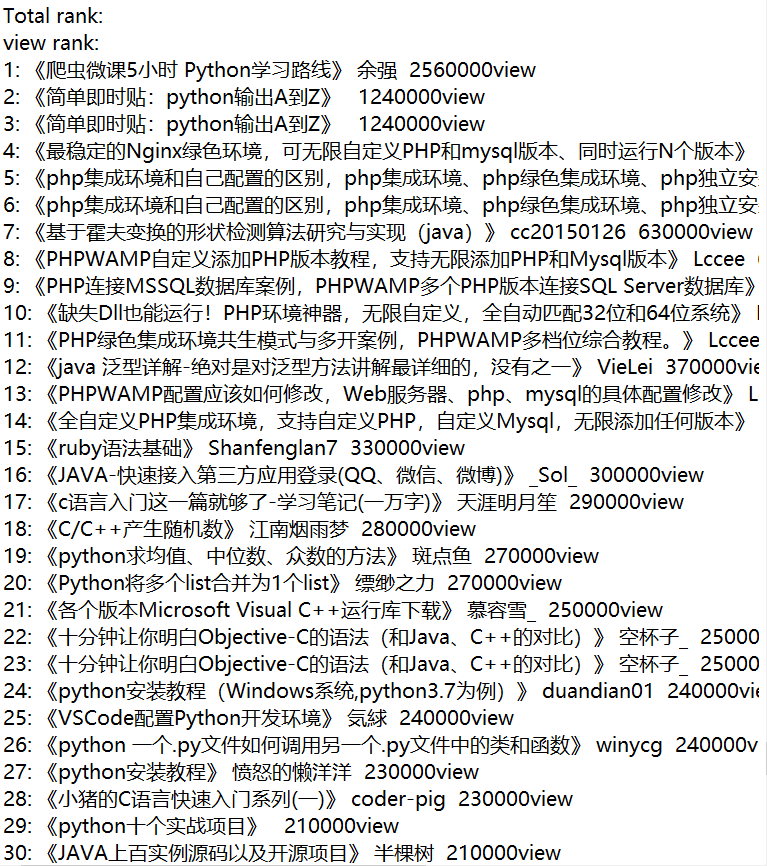 Total rank:
view rank:
1: 《爬虫微课5小时 Python学习路线》 余强  2560000view
2: 《简单即时贴：python输出A到Z》   1240000view
3: 《简单即时贴：python输出A到Z》   1240000view
4: 《最稳定的Nginx绿色环境，可无限自定义PHP和mysql版本、同时运行N个版本》
5: 《php集成环境和自己配置的区别，php集成环境、php绿色集成环境、php独立安
6: 《php集成环境和自己配置的区别，php集成环境、php绿色集成环境、php独立安
7: 《基于霍夫变换的形状检测算法研究与实现（java）》 cc20150126  630000view
8: 《PHPWAMP自定义添加PHP版本教程，支持无限添加PHP和Mysql版本》 Lccee
9: 《PHPWAMP连接MSSQL数据库案例，PHPWAMP多个PHP版本连接SQL Server数据库》
10: 《缺失Dll也能运行！PHP环境神器，无限自定义，全自动匹配32位和64位系统》
11: 《PHP绿色集成环境共生模式与多开案例，PHPWAMP多档位综合教程。》 Lccee
12: 《java 泛型详解-绝对是对泛型方法讲解最详细的，没有之一》 VieLei  370000vie
13: 《PHPWAMP配置应该如何修改，Web服务器、php、mysql的具体配置修改》 L
14: 《全自定义PHP集成环境，支持自定义PHP，自定义Mysql，无限添加任何版本》
15: 《ruby语法基础》 Shanfenglan7  330000view
16: 《JAVA-快速接入第三方应用登录(QQ、微信、微博)》 _Sol_  300000view
17: 《c语言入门这一篇就够了-学习笔记(一万字)》 天涯明月笙  290000view
18: 《C/C++产生随机数》 江南烟雨梦  280000view
19: 《python求均值、中位数、众数的方法》 斑点鱼  270000view
20: 《Python将多个list合并为1个list》 缥缈之力  270000view
21: 《各个版本Microsoft Visual C++运行库下载》 慕容雪_  250000view
22: 《十分钟让你明白Objective-C的语法（和Java、C++的对比）》 空杯子_  25000
23: 《十分钟让你明白Objective-C的语法（和Java、C++的对比）》 空杯子_  25000
24: 《python安装教程（Windows系统,python3.7为例）》 duandian01  240000vie
25: 《VSCode配置Python开发环境》 気緑  240000view
26: 《python 一个.py文件如何调用另一个.py文件中的类和函数》 winycg  240000v
27: 《python安装教程》 愤怒的懒洋洋  230000view
28: 《小猪的C语言快速入门系列(一)》 coder-pig  230000view
29: 《python十个实战项目》   210000view
30: 《JAVA上百实例源码以及开源项目》 半棵树  210000view